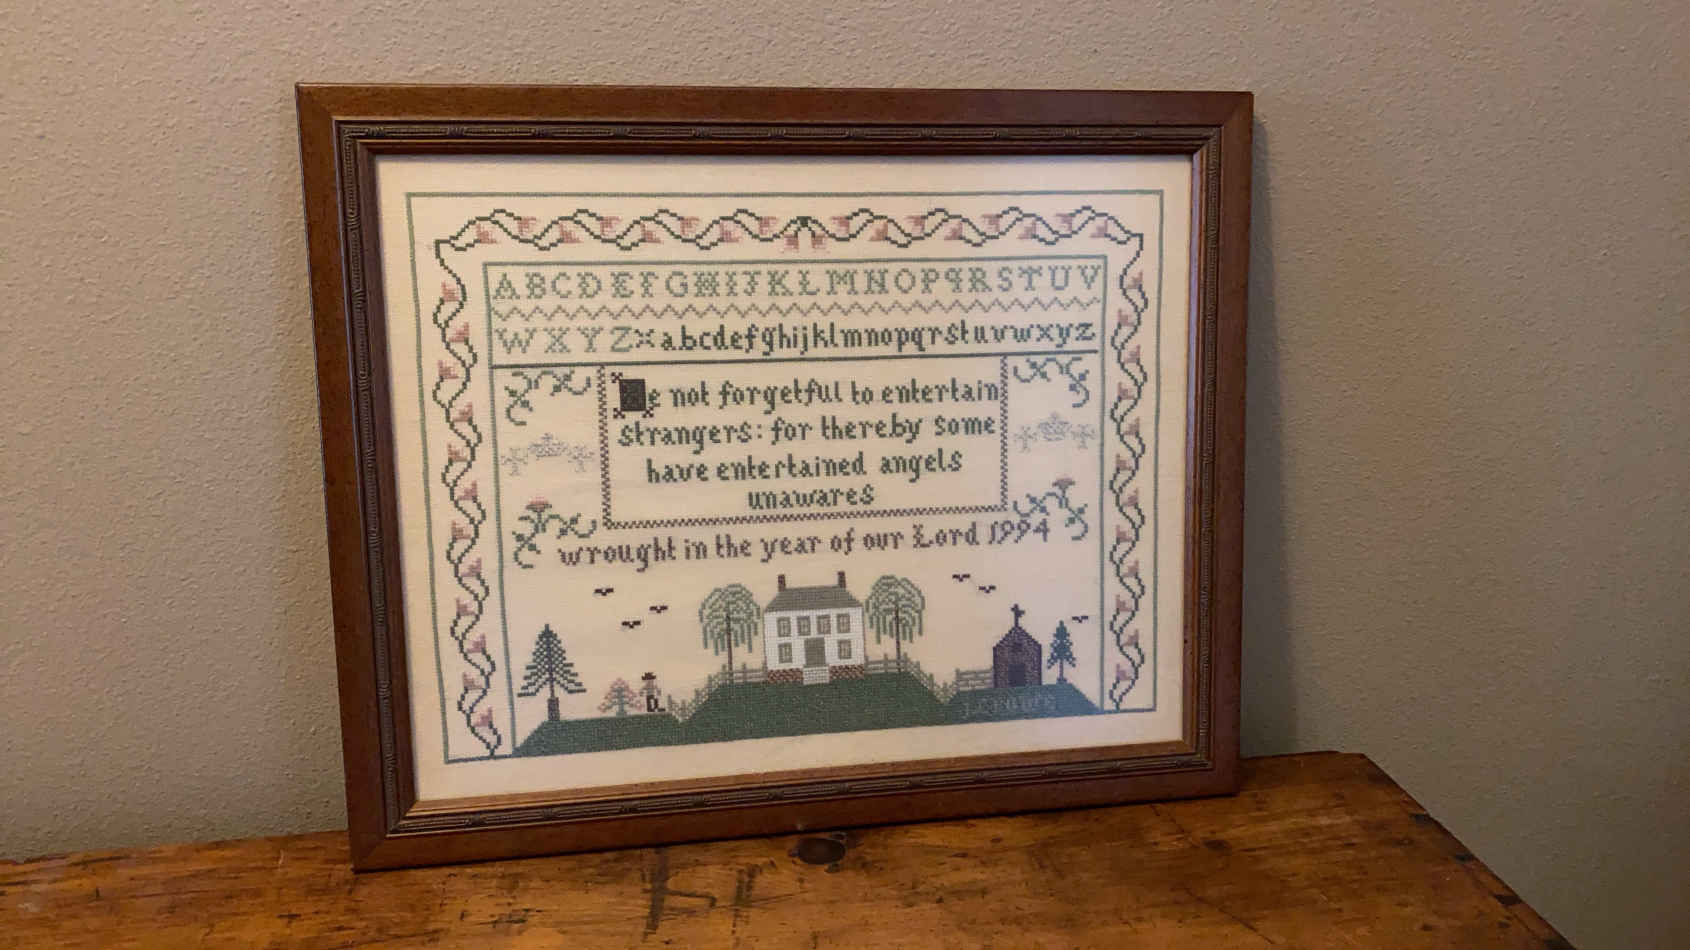 ABCDEFGHIJKLMNOPQRSTUV
WXYZ×abcdefghijklmnopqrstuvwxyz
Be not forgetful to entertain
strangers: for thereby some
have entertained angels
unawares
wrought in the year of our Lord 1994